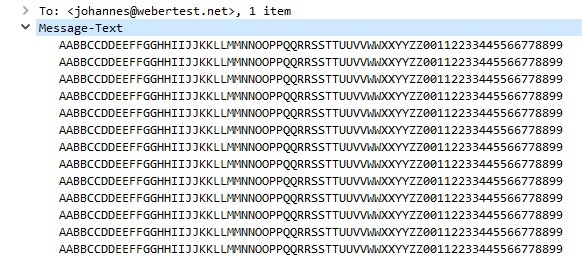 To: <johannes@webertest.net>, 1 item
Message-Text
AABBCCDDEEFFGGHHIIJJKKLLMMNNOOPPQQRRSSTTUUVVWWXXYYZZ00112233445566778899
AABBCCDDEEFFGGHHIIJJKKLLMMNNOOPPQQRRSSTTUUVVWWXXYYZZ00112233445566778899
AABBCCDDEEFFGGHHIIJJKKLLMMNNOOPPQQRRSSTTUUVVWWXXYYZZ00112233445566778899
AABBCCDDEEFFGGHHIIJJKKLLMMNNOOPPQQRRSSTTUUVVWWXXYYZZ00112233445566778899
AABBCCDDEEFFGGHHIIJJKKLLMMNNOOPPQQRRSSTTUUVVWWXXYYZZ00112233445566778899
AABBCCDDEEFFGGHHIIJJKKLLMMNNOOPPQQRRSSTTUUVVWWXXYYZZ00112233445566778899
AABBCCDDEEFFGGHHIIJJKKLLMMNNOOPPQQRRSSTTUUVVWWXXYYZZ00112233445566778899
AABBCCDDEEFFGGHHIIJJKKLLMMNNOOPPQQRRSSTTUUVVWWXXYYZZ00112233445566778899
AABBCCDDEEFFGGHHIIJJKKLLMMNNOOPPQQRRSSTTUUVVWWXXYYZZ00112233445566778899
AABBCCDDEEFFGGHHIIJJKKLLMMNNOOPPQQRRSSTTUUVVWWXXYYZZ00112233445566778899
AABBCCDDEEFFGGHHIIJJKKLLMMNNOOPPQQRRSSTTUUVVWWXXYYZZ00112233445566778899
AABBCCDDEEFFGGHHIIJJKKLLMMNNOOPPQQRRSSTTUUVVWWXXYYZZ00112233445566778899
AABBCCDDEEFFGGHHIIJJKKLLMMNNOOPPQQRRSSTTUUVVWWXXYYZZ00112233445566778899